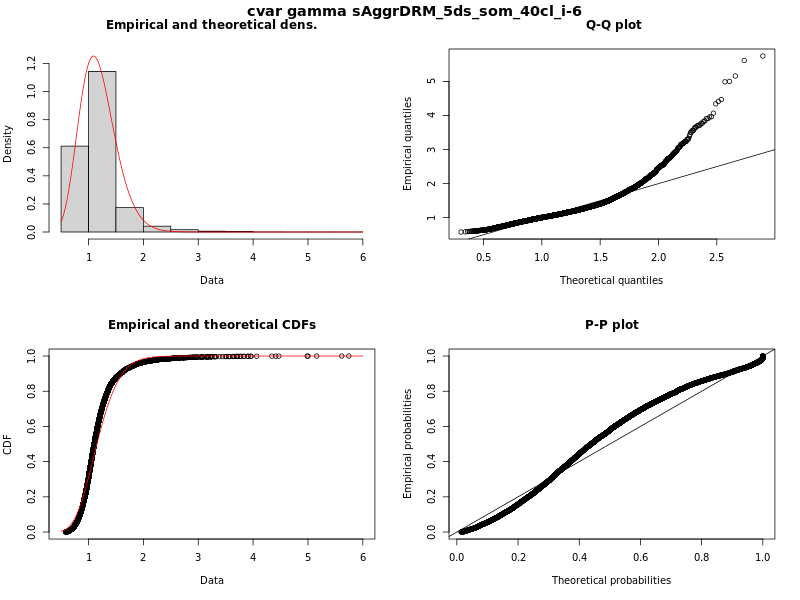 cvar gamma sAggrDRM_5ds_som_40cl_i-6
Empirical and theoretical dens.
Density
0.0 0.2 0.4 0.6 0.8 1.0 1.2
1 2 3 4 5 6
Data
Q-Q plot
Empirical quantiles
1 2 3 4 5
0.5 1.0 1.5 2.0 2.5
Theoretical quantiles
Empirical and theoretical CDFs
CDF
0.0 0.2 0.4 0.6 0.8 1.0
1 2 3 4 5 6
Data
P-P plot
Empirical probabilities
0.0 0.2 0.4 0.6 0.8 1.0
0.0 0.2 0.4 0.6 0.8 1.0
Theoretical probabilities